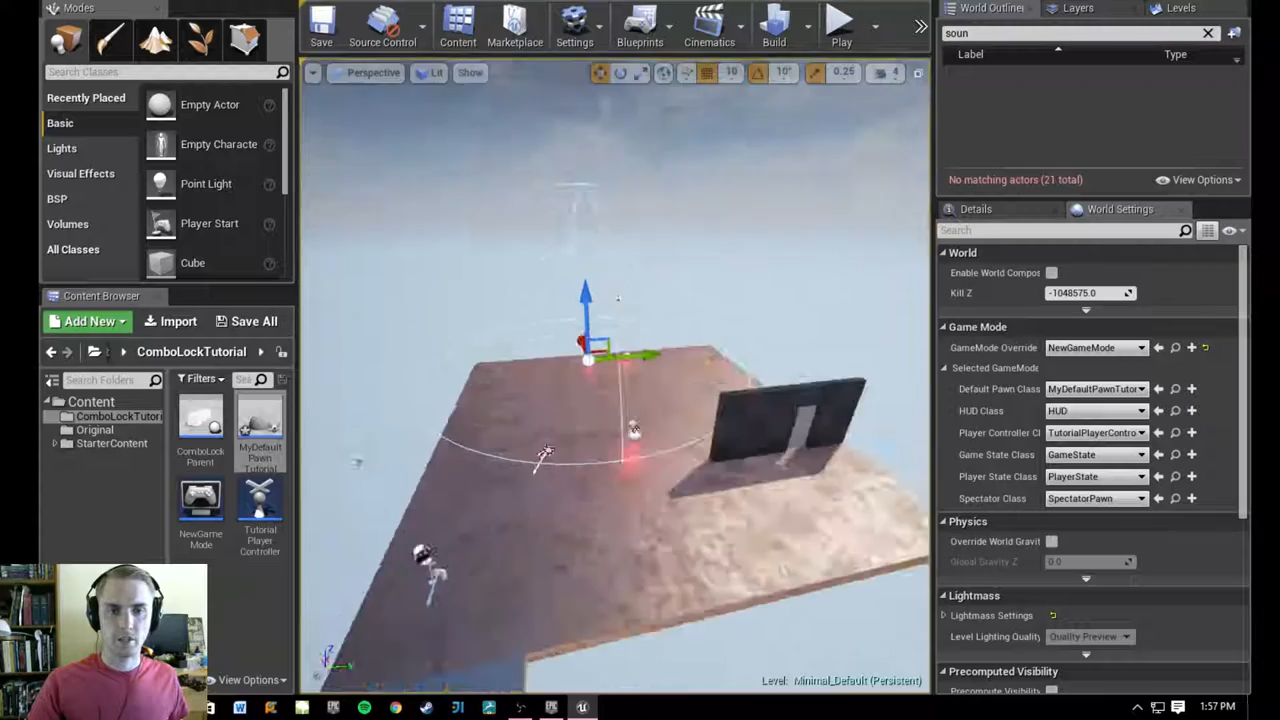 Modes
Save
Source Control
Content
Marketplace
Settings
Blueprints
Cinematics
Build
Play
World Outliner
Layers
Levels
soun
Label
Type
No matching actors (21 total)
View Options
Search Classes
Recently Placed
Basic
Lights
Visual Effects
BSP
Volumes
All Classes
Empty Actor
Empty Characte
Point Light
Player Start
Cube
Perspective
Lit
Show
10
10°
0.25
4
Content Browser
Add New
Import
Save All
ComboLockTutorial
Search Folders
Filters
Sea
Content
ComboLockTutori
Original
StarterContent
ComboLock
Parent
MyDefault
Pawn
Tutorial
NewGame
Mode
Tutorial
Player
Controller
View Options
Level: Minimal_Default (Persistent)
Details
World Settings
Search
World
Enable World Compos
Kill Z
-1048575.0
Game Mode
GameMode Override
NewGameMode
Selected GameMode
Default Pawn Class
MyDefaultPawnTutor
HUD Class
HUD
Player Controller Cl
TutorialPlayerContro
Game State Class
GameState
Player State Class
PlayerState
Spectator Class
SpectatorPawn
Physics
Override World Gravit
Global Gravity Z
0.0
Lightmass
Lightmass Settings
Level Lighting Quality
Quality Preview
Precomputed Visibility
Precompute Visibility
1:57 PM